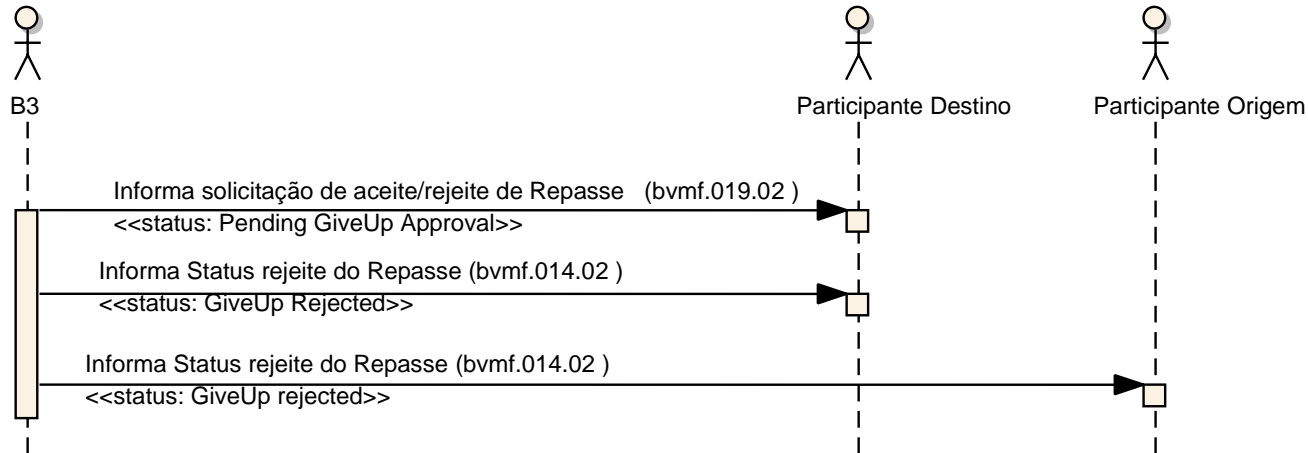 B3
Participante Destino
Participante Origem
Informa solicitação de aceite/rejeite de Repasse (bvmf.019.02 )
<<status: Pending GiveUp Approval>>
Informa Status rejeite do Repasse (bvmf.014.02 )
<<status: GiveUp Rejected>>
Informa Status rejeite do Repasse (bvmf.014.02 )
<<status: GiveUp rejected>>